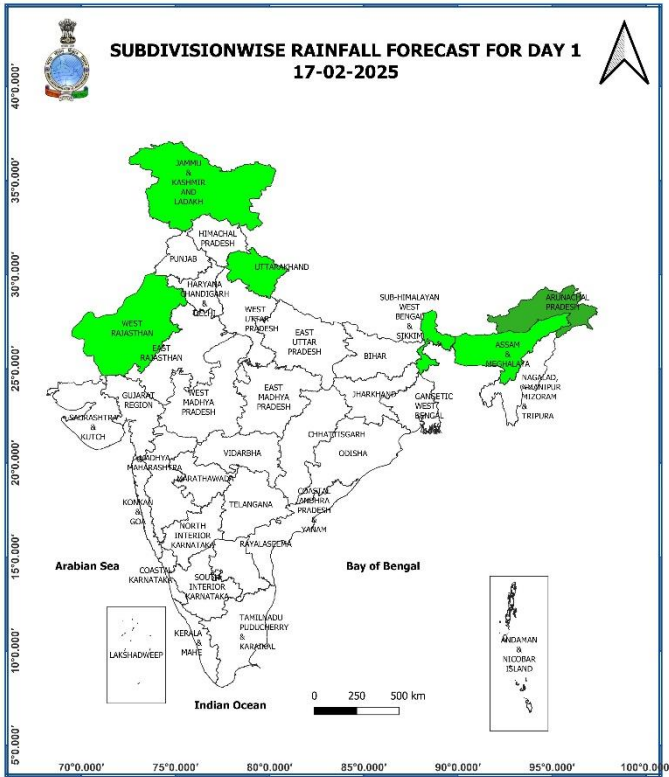 SUBDIVISIONWISE RAINFALL FORECAST FOR DAY 1
17-02-2025
40°0.000'
35°0.000'
30°0.000'
25°0.000'
20°0.000'
15°0.000'
10°0.000'
5°0.000'
JAMMU
&
KASHMIR
AND
LADAKH
HIMACHAL
PRADESH
PUNJAB
UTTARAKHAND
HARYANA
CHANDIGARH
&
DELHI
WEST
UTTAR
PRADESH
EAST
UTTAR
PRADESH
WEST
RAJASTHAN
EAST
RAJASTHAN
SUB-HIMALAYAN
WEST
BENGAL
&
SIKKIM
ARUNACHAL
PRADESH
ASSAM
&
MEGHALAYA
NAGALAD,
MANIPUR
MIZORAM
&
TRIPURA
BIHAR
JHARKHAND
GANGETIC
WEST
BENGAL
GUJARAT
REGION
SAURASHTRA
&
KUTCH
WEST
MADHYA
PRADESH
EAST
MADHYA
PRADESH
CHHATTISGARH
ODISHA
VIDARBHA
MADHYA
MAHARASHTRA
MARATHAWADA
KONKAN
&
GOA
TELANGANA
COASTAL
ANDHRA
PRADESH
&
YANAM
NORTH
INTERIOR
KARNATAKA
RAYALASEEMA
COASTAL
KARNATAKA
SOUTH
INTERIOR
KARNATAKA
KERALA
&
MAHE
TAMILNADU
PUDUCHERRY
&
KARAIKAL
LAKSHADWEEP
ANDAMAN
&
NICOBAR
ISLAND
Arabian Sea
Bay of Bengal
Indian Ocean
0 250 500 km
70°0.000' 75°0.000' 80°0.000' 85°0.000' 90°0.000' 95°0.000' 100°0.000'